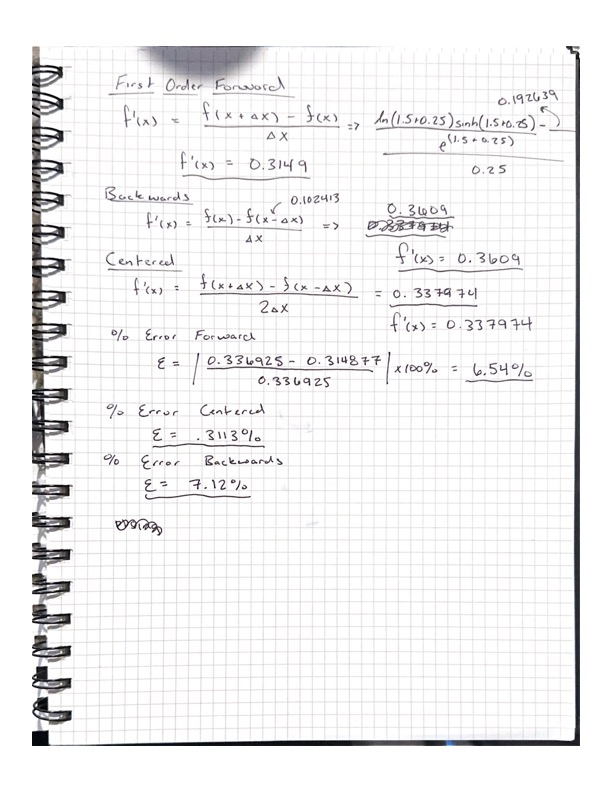 First Order Forward
0.192639
f'(x) = f(x + Δx) - f(x) / Δx => ln(1.5+0.25)sinh(1.5+0.25) / e^(1.5+0.25) - / 0.25
f'(x) = 0.3149
Backwards
0.102413
f'(x) = f(x) - f(x - Δx) / Δx => 0.3609
f'(x) = 0.3609
Centered
f'(x) = f(x+Δx) - f(x - Δx) / 2Δx = 0.337974
f'(x) = 0.337974
% Error Forward
ε = | 0.336925 - 0.314877 / 0.336925 | x100% = 6.54%
% Error Centered
ε = .3113%
% Error Backwards
ε = 7.12%